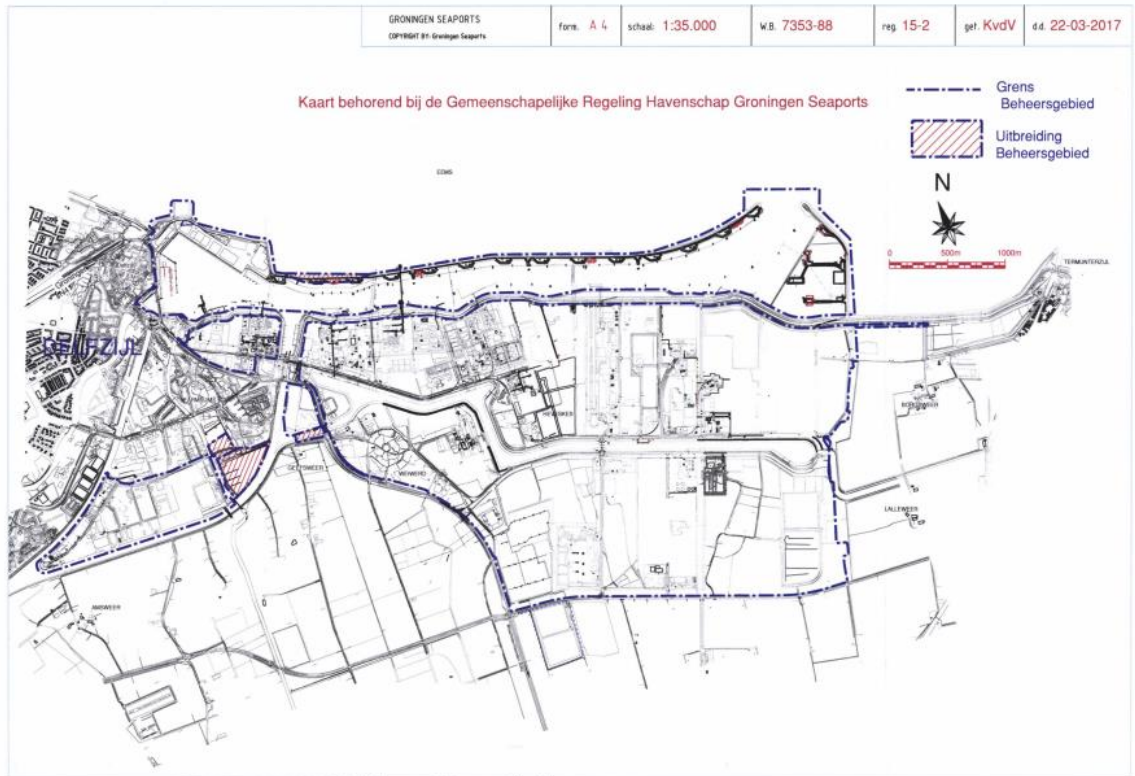 GRONINGEN SEAPORTS
COPYRIGHT BY: Groningen Seaports
form. A 4
schaal: 1:35.000
W.B. 7353-88
reg. 15-2
get. KvdV
d.d. 22-03-2017
Kaart behorend bij de Gemeenschapelijke Regeling Havenschap Groningen Seaports
Grens
Beheersgebied
Uitbreiding
Beheersgebied
EEMS
N
0 500m 1000m
TERMUNTERZIJL
DELFZIJL
HEVESKES
BORGSWEER
GEEFSWEER
WEIWERD
LALLEWEER
AMSWEER